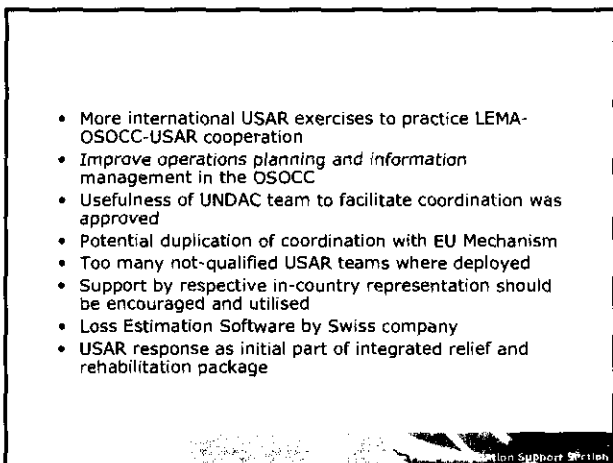 • More international USAR exercises to practice LEMA-
OSOCC-USAR cooperation
• Improve operations planning and information
management in the OSOCC
• Usefulness of UNDAC team to facilitate coordination was
approved
• Potential duplication of coordination with EU Mechanism
• Too many not-qualified USAR teams where deployed
• Support by respective in-country representation should
be encouraged and utilised
• Loss Estimation Software by Swiss company
• USAR response as initial part of integrated relief and
rehabilitation package
Support Section